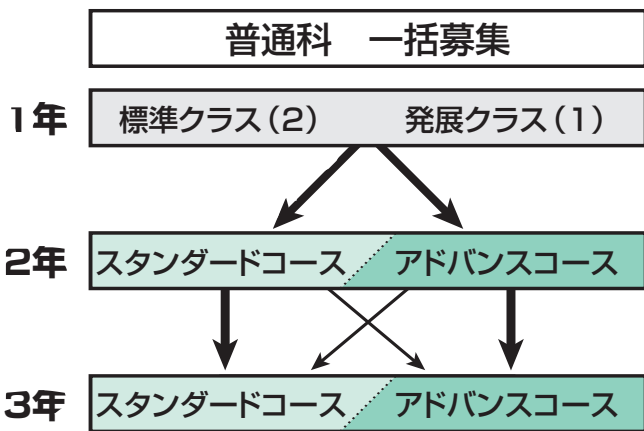 普通科　一括募集
1年 標準クラス（2） 発展クラス（1）
2年 スタンダードコース アドバンスコース
3年 スタンダードコース アドバンスコース